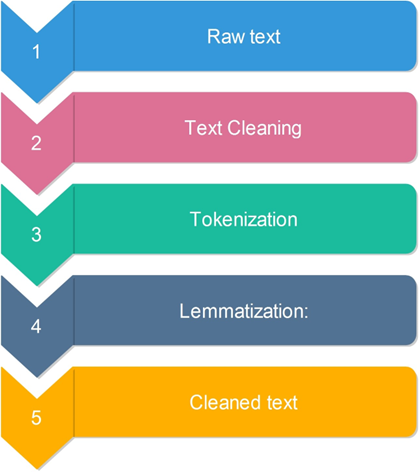 1 Raw text
2 Text Cleaning
3 Tokenization
4 Lemmatization:
5 Cleaned text